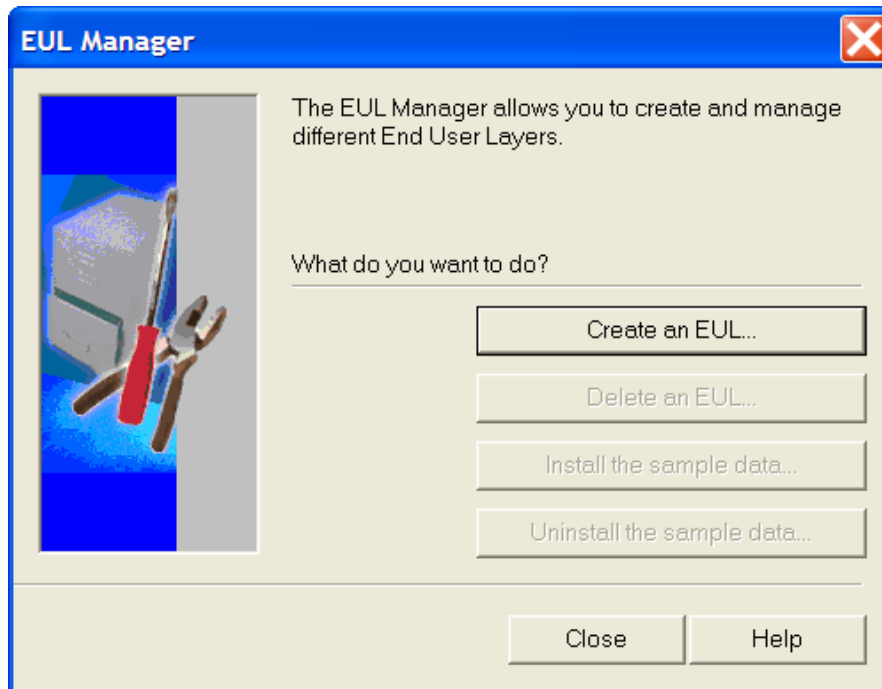 EUL Manager
The EUL Manager allows you to create and manage
different End User Layers.
What do you want to do?
Create an EUL...
Delete an EUL...
Install the sample data...
Uninstall the sample data...
Close
Help